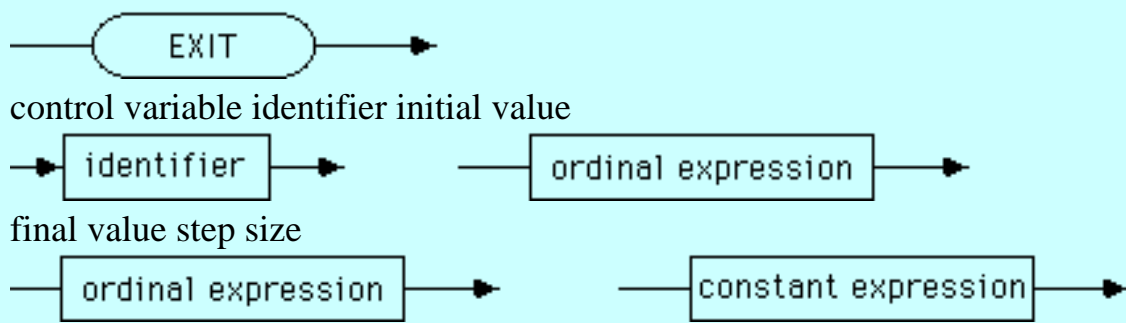 EXIT
control variable identifier initial value
identifier ordinal expression
final value step size
ordinal expression constant expression